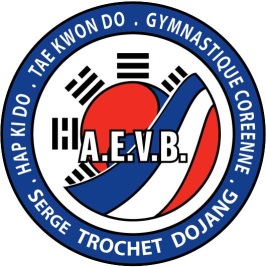 HAP KI DO . TAE KWON DO . GYMNASTIQUE COREENNE .
A.E.V.B.
SERGE TROCHET DOJANG